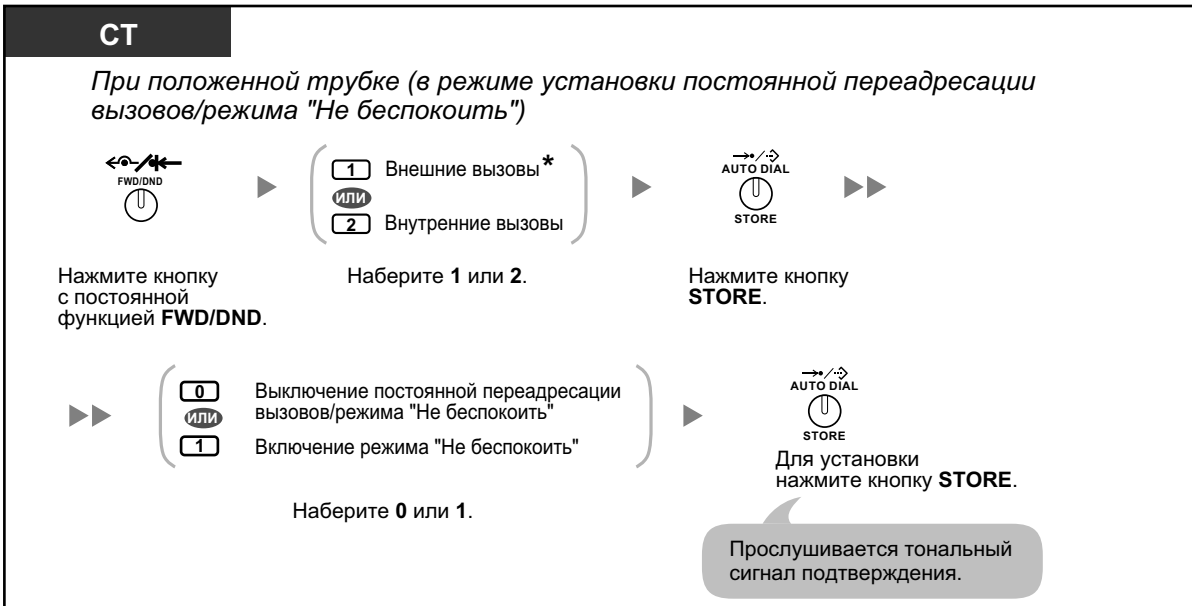 СТ
При положенной трубке (в режиме установки постоянной переадресации
вызовов/режима "Не беспокоить")
FWD/DND
1 Внешние вызовы*
или
2 Внутренние вызовы
AUTO DIAL
STORE
Нажмите кнопку
с постоянной
функцией FWD/DND.
Наберите 1 или 2.
Нажмите кнопку
STORE.
0 Выключение постоянной переадресации
вызовов/режима "Не беспокоить"
или
1 Включение режима "Не беспокоить"
Наберите 0 или 1.
AUTO DIAL
STORE
Для установки
нажмите кнопку STORE.
Прослушивается тональный
сигнал подтверждения.